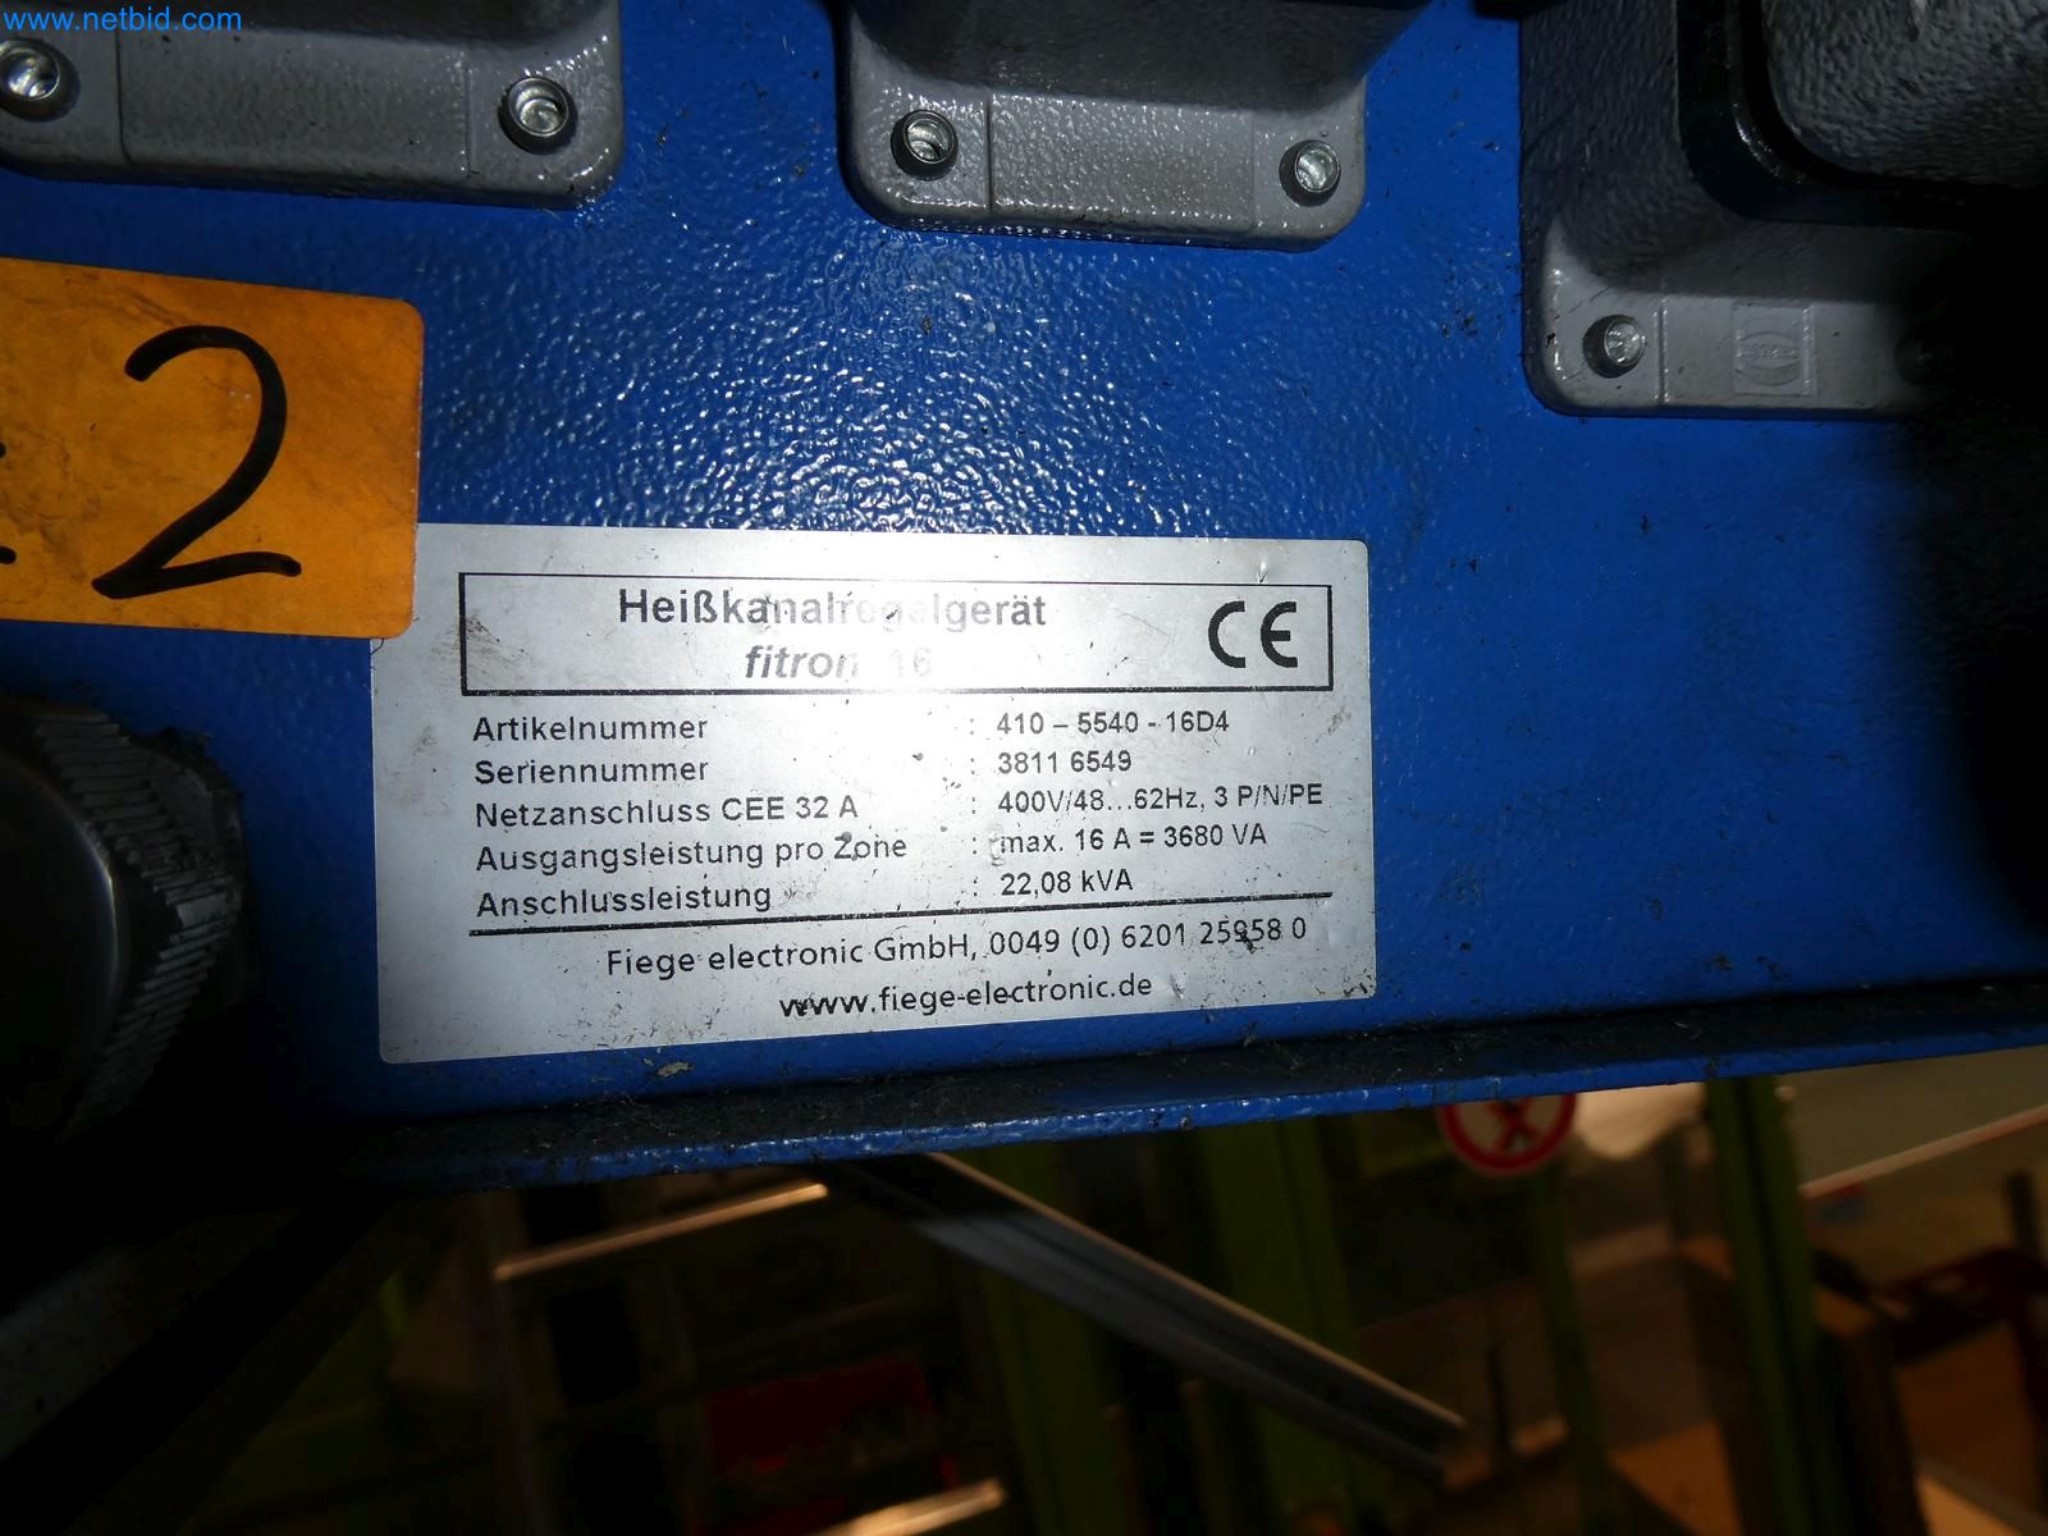 www.netbid.com
2
Heißkanalregelgerät
fitron 16
CE
Artikelnummer : 410 – 5540 - 16D4
Seriennummer : 3811 6549
Netzanschluss CEE 32 A : 400V/48...62Hz, 3 P/N/PE
Ausgangsleistung pro Zone : max. 16 A = 3680 VA
Anschlussleistung : 22,08 kVA
Fiege electronic GmbH, 0049 (0) 6201 25958 0
www.fiege-electronic.de